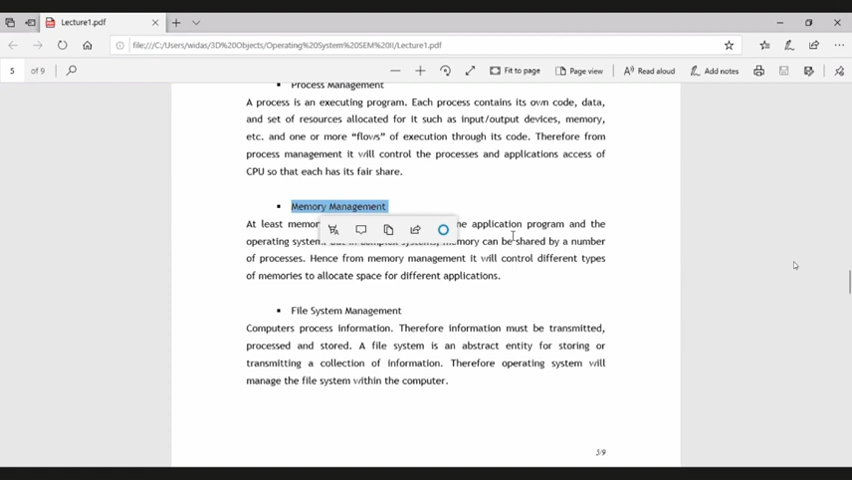 Lecture1.pdf
file:///C:/Users/widas/3D%20Objects/Operating%20System%20SEM%20II/Lecture1.pdf
5 of 9
Fit to page
Page view
Read aloud
Add notes
▪ Process Management
A process is an executing program. Each process contains its own code, data,
and set of resources allocated for it such as input/output devices, memory,
etc. and one or more “flows” of execution through its code. Therefore from
process management it will control the processes and applications access of
CPU so that each has its fair share.
▪ Memory Management
At least application program and the
operating system. memory can be shared by a number
of processes. Hence from memory management it will control different types
of memories to allocate space for different applications.
▪ File System Management
Computers process information. Therefore information must be transmitted,
processed and stored. A file system is an abstract entity for storing or
transmitting a collection of information. Therefore operating system will
manage the file system within the computer.
5/9